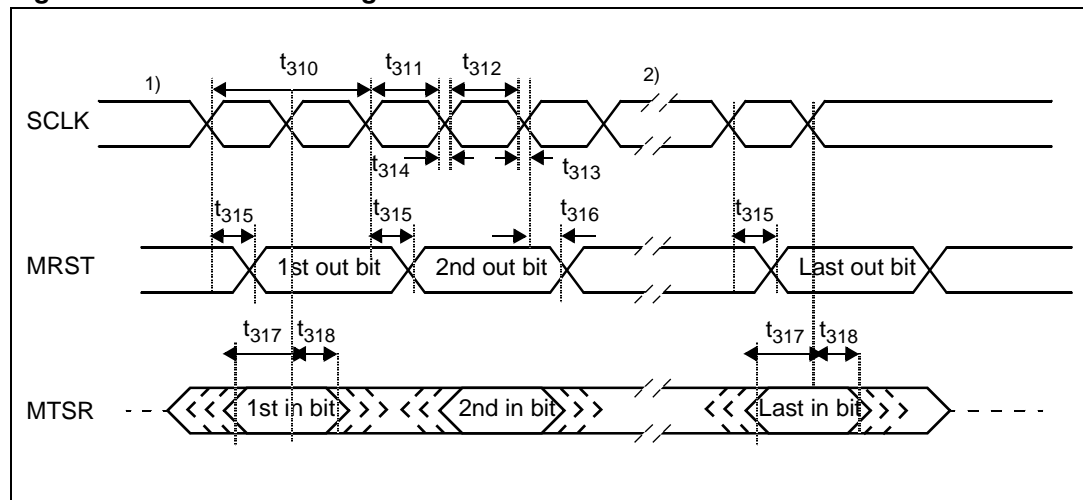 1)
t310
t311
t312
2)
SCLK
t314
t313
t315
t315
t316
t315
MRST
1st out bit
2nd out bit
Last out bit
t317
t318
t317
t318
MTSR
1st in bit
2nd in bit
Last in bit